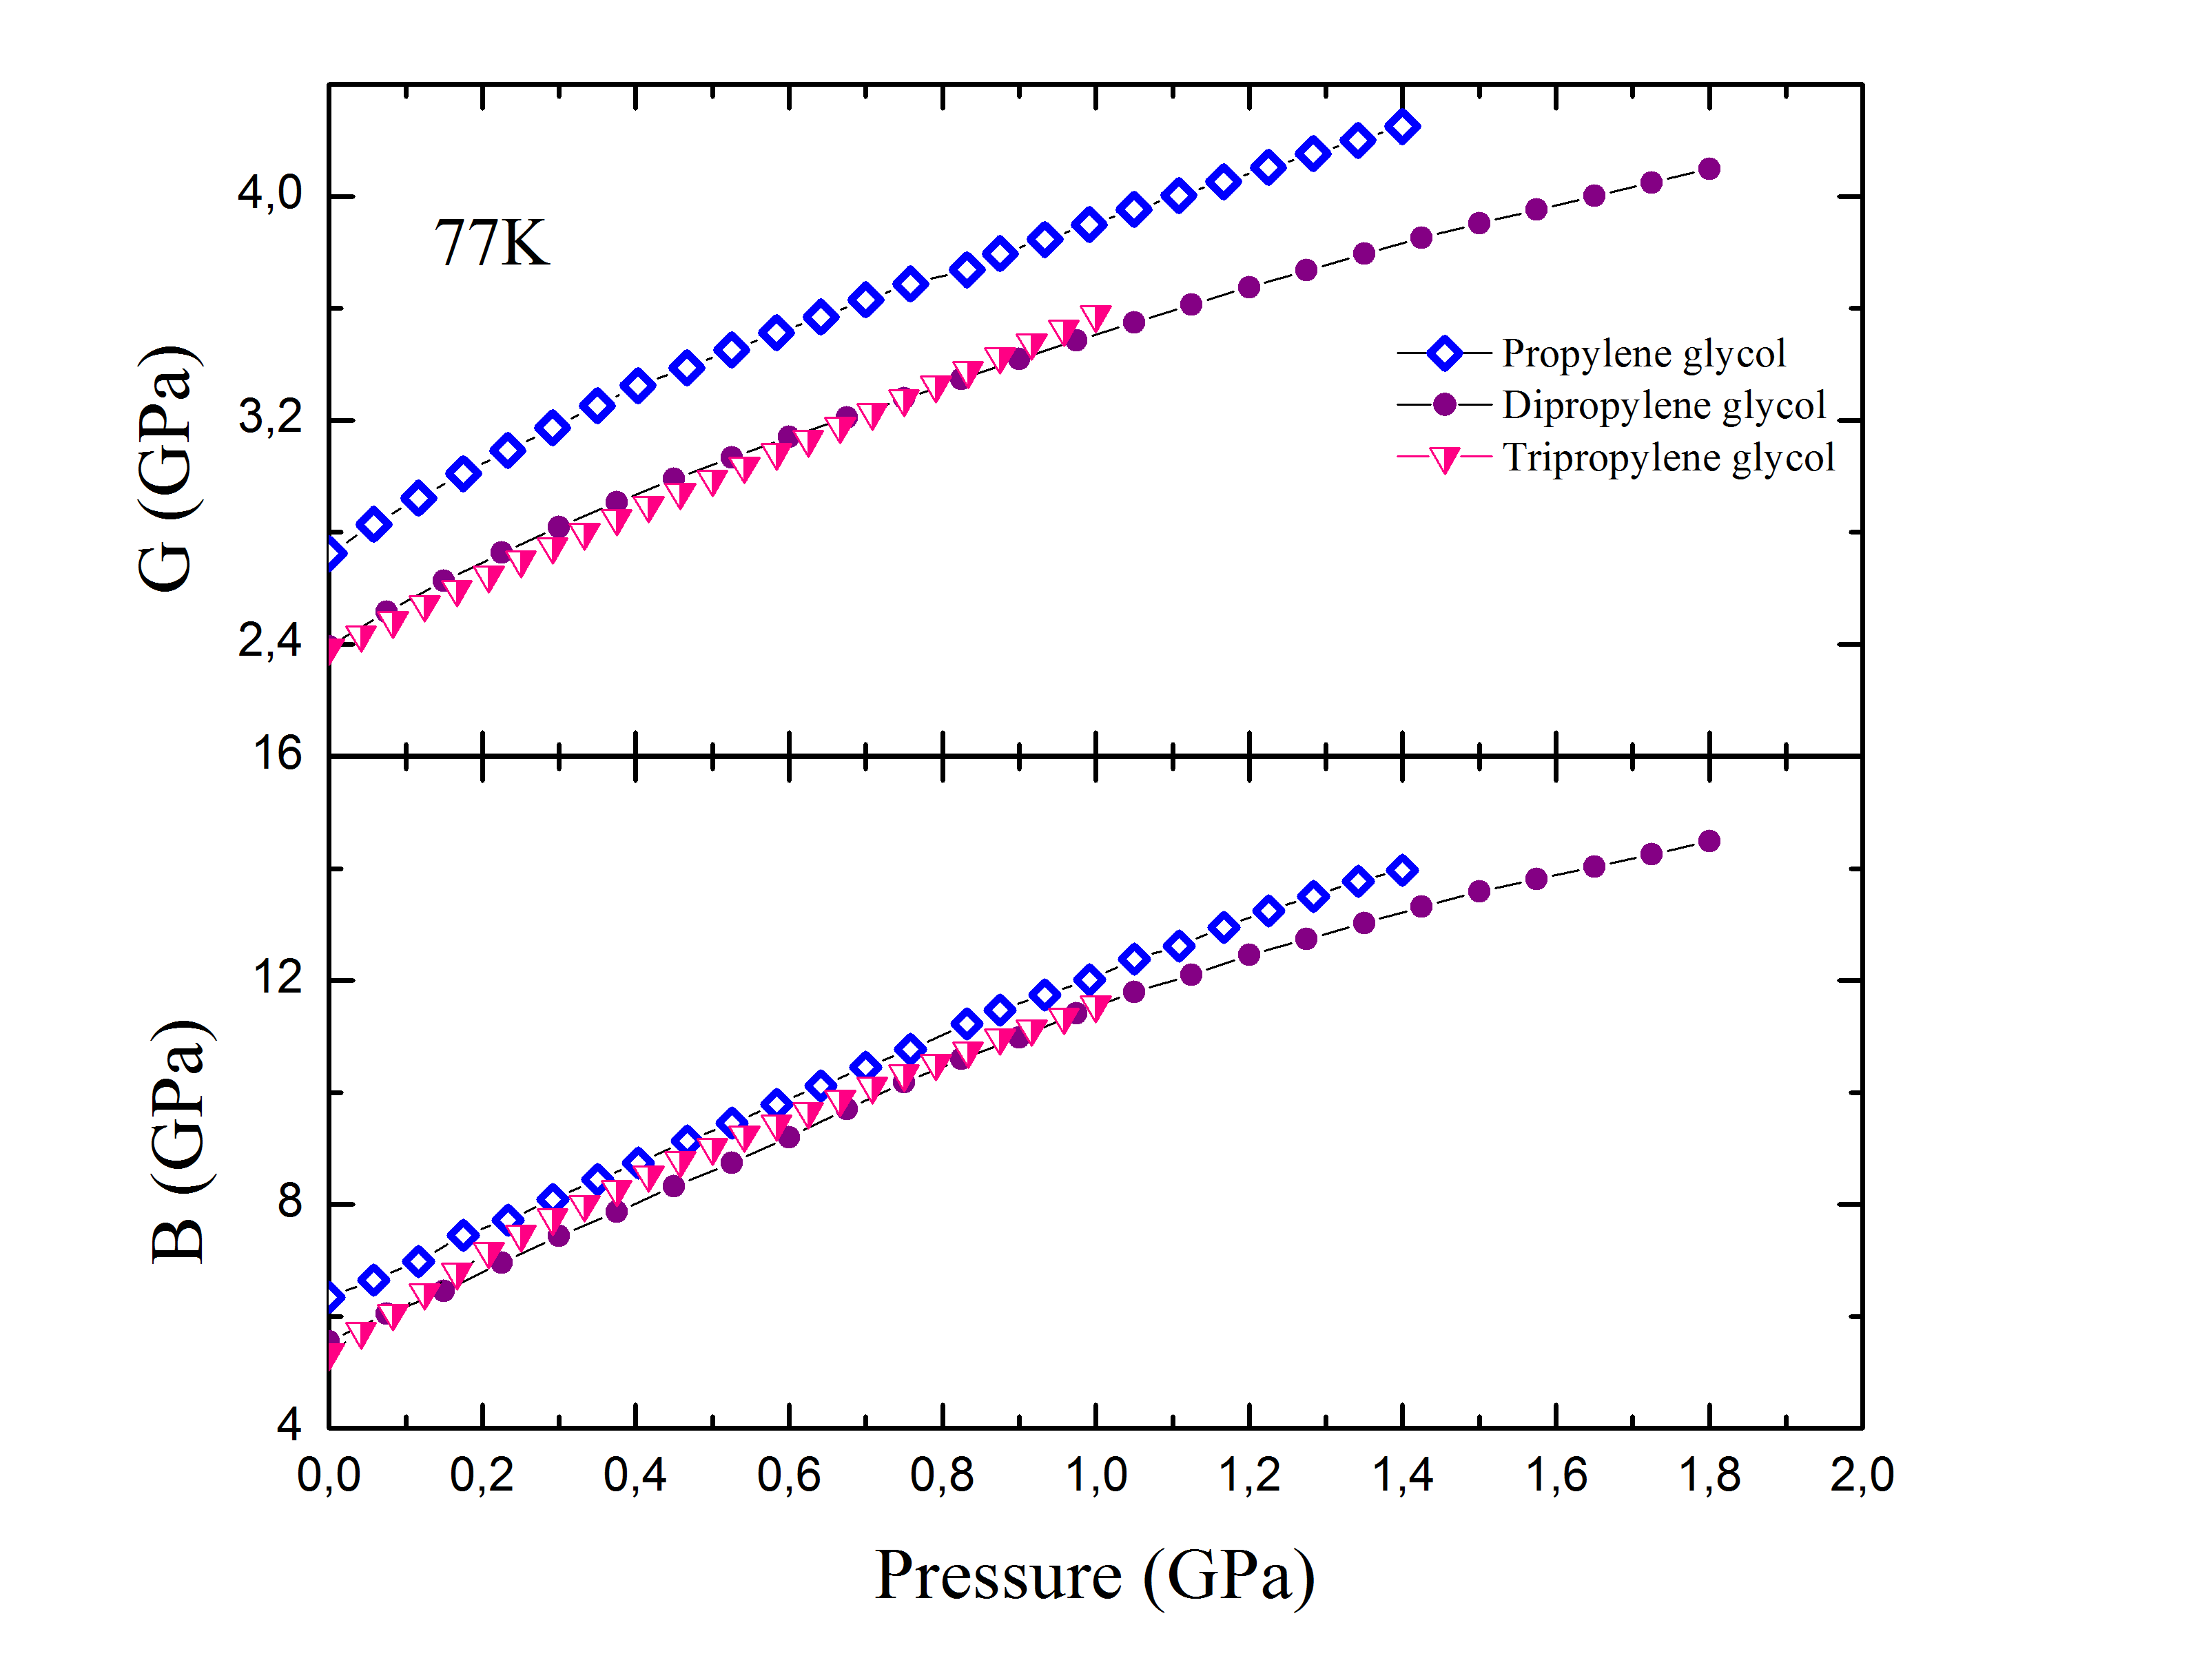 4,0
77K
3,2
2,4
G (GPa)
Propylene glycol
Dipropylene glycol
Tripropylene glycol
16
12
8
4
B (GPa)
0,0 0,2 0,4 0,6 0,8 1,0 1,2 1,4 1,6 1,8 2,0
Pressure (GPa)